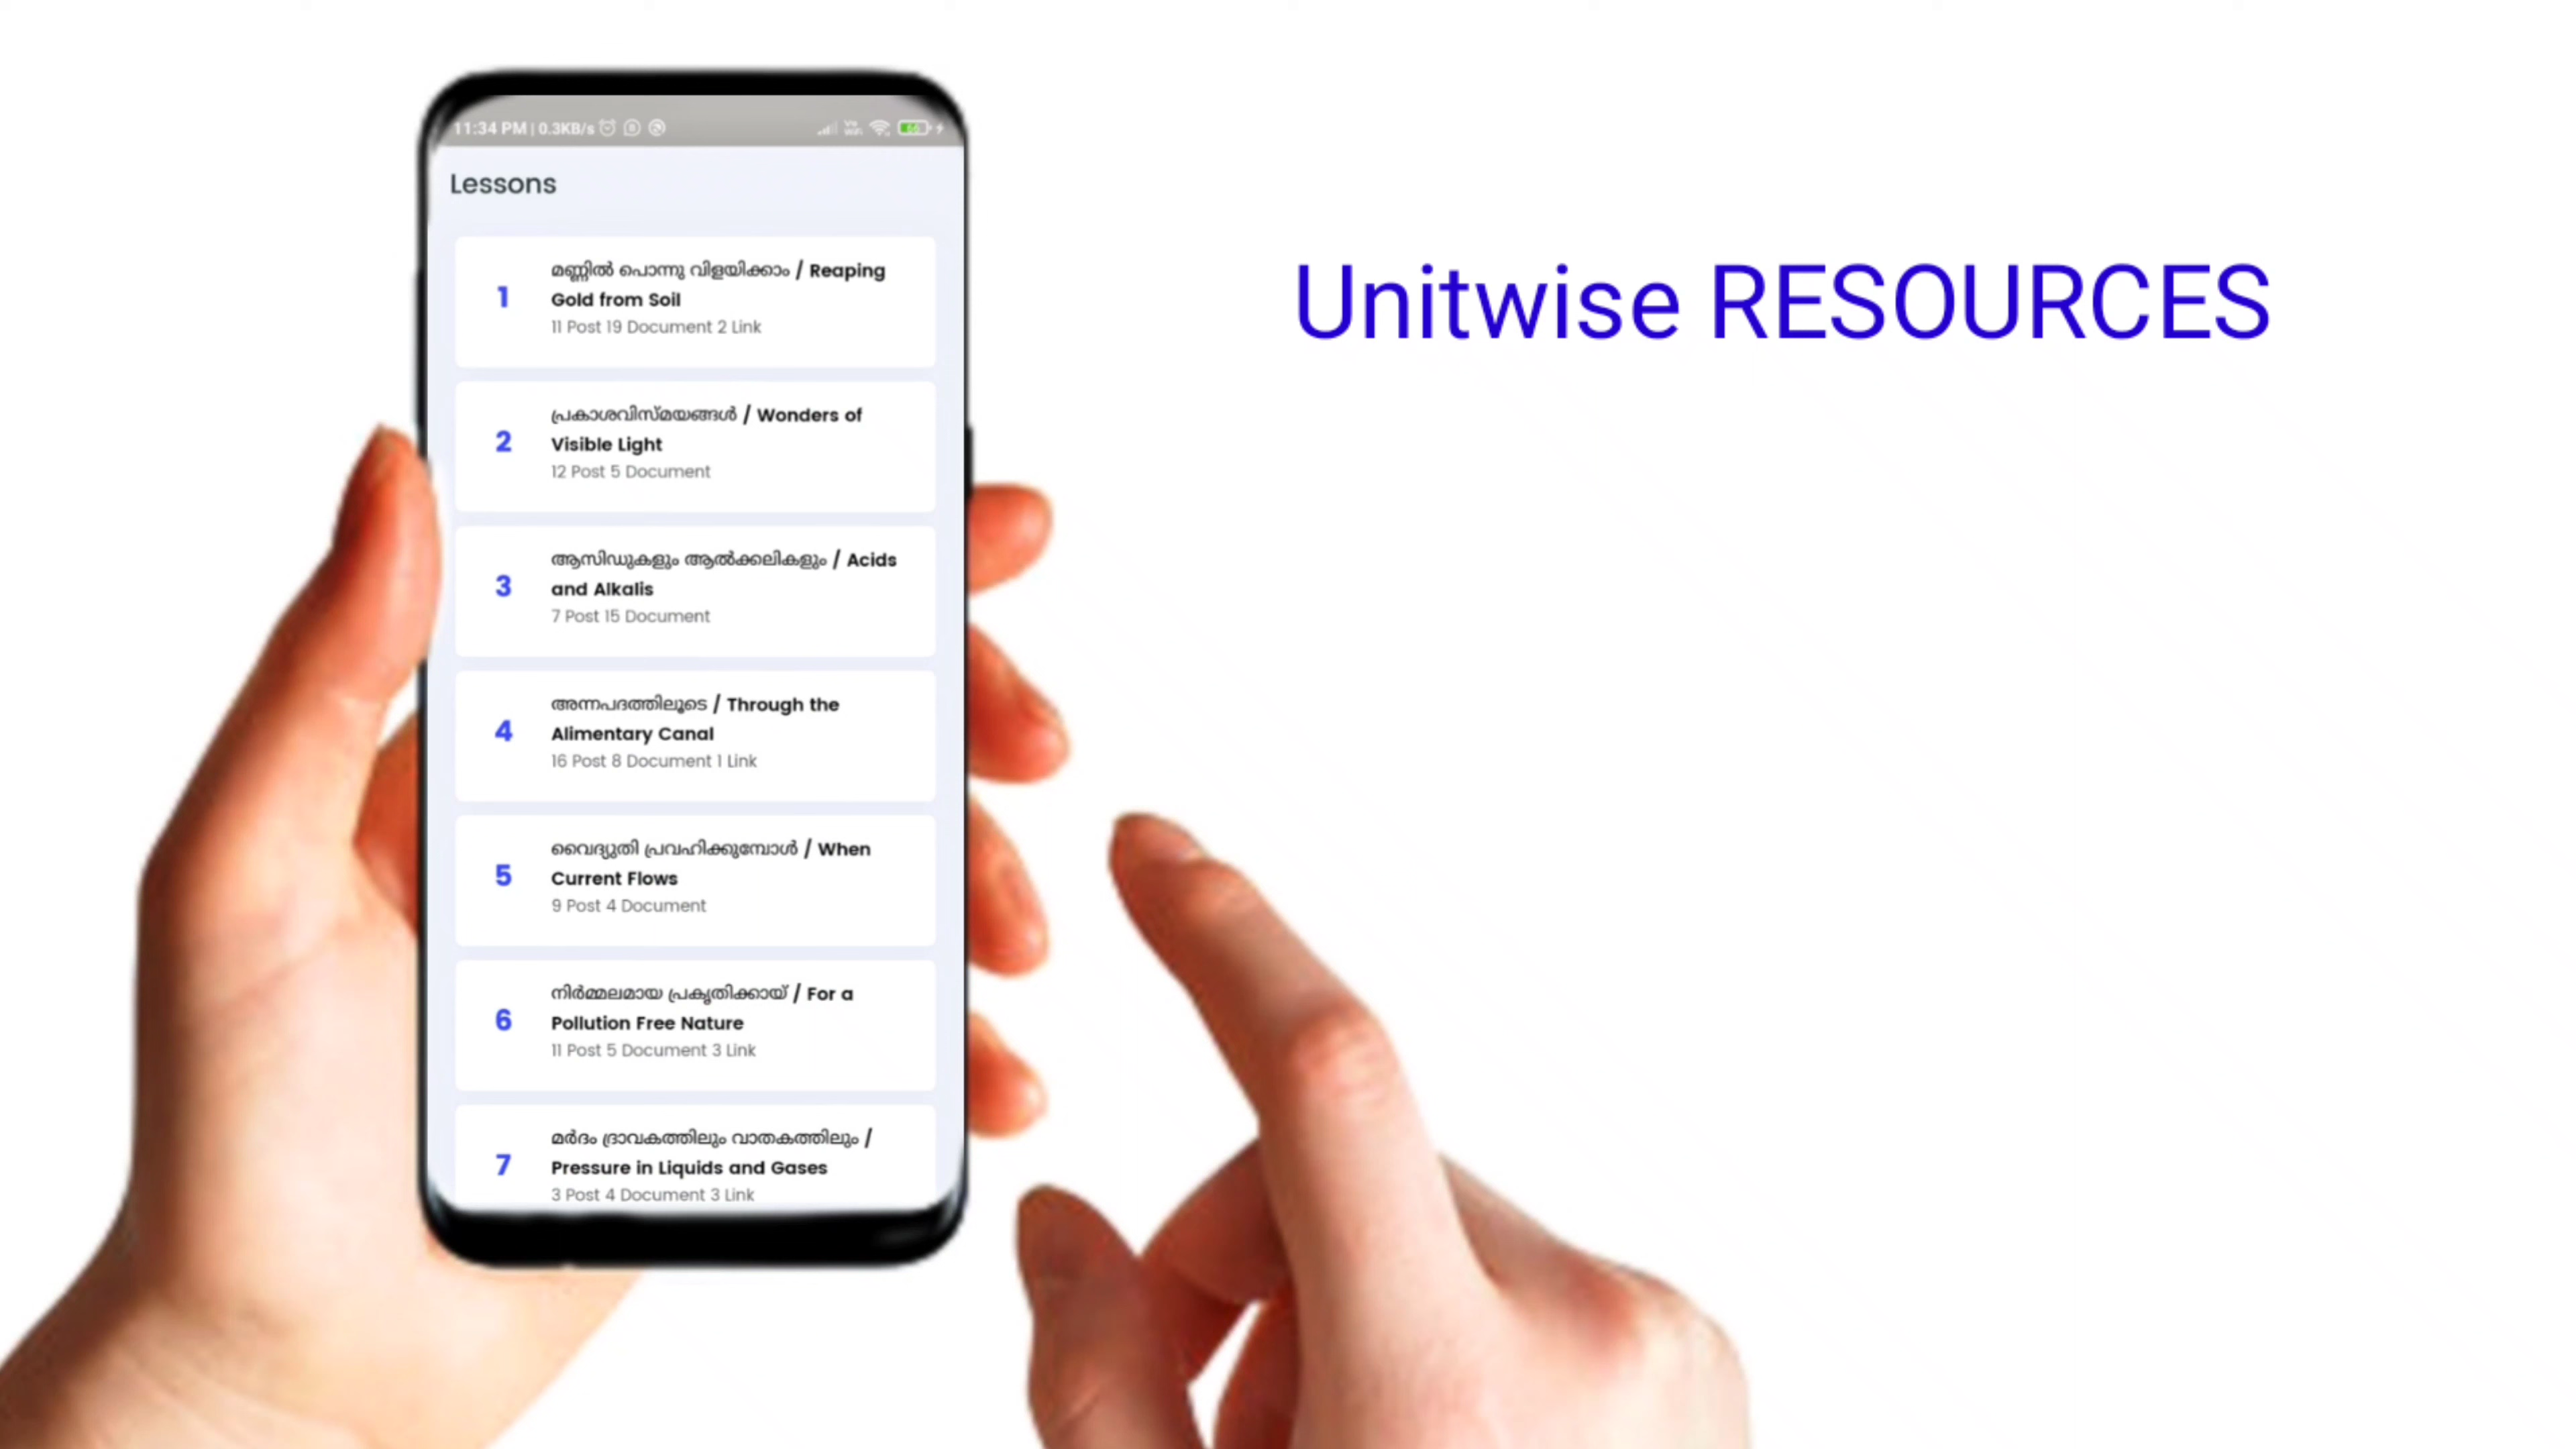 11:34 PM | 0.3KB/s
Lessons
1
മണ്ണിൽ പൊന്നു വിളയിക്കാം / Reaping
Gold from Soil
11 Post 19 Document 2 Link
2
പ്രകാശവിസ്മയങ്ങൾ / Wonders of
Visible Light
12 Post 5 Document
3
ആസിഡുകളും ആൽക്കലികളും / Acids
and Alkalis
7 Post 15 Document
4
അന്നപദത്തിലൂടെ / Through the
Alimentary Canal
16 Post 8 Document 1 Link
5
വൈദ്യുതി പ്രവഹിക്കുമ്പോൾ / When
Current Flows
9 Post 4 Document
6
നിർമ്മലമായ പ്രകൃതിക്കായ് / For a
Pollution Free Nature
11 Post 5 Document 3 Link
7
മർദം ദ്രാവകത്തിലും വാതകത്തിലും /
Pressure in Liquids and Gases
3 Post 4 Document 3 Link
Unitwise RESOURCES